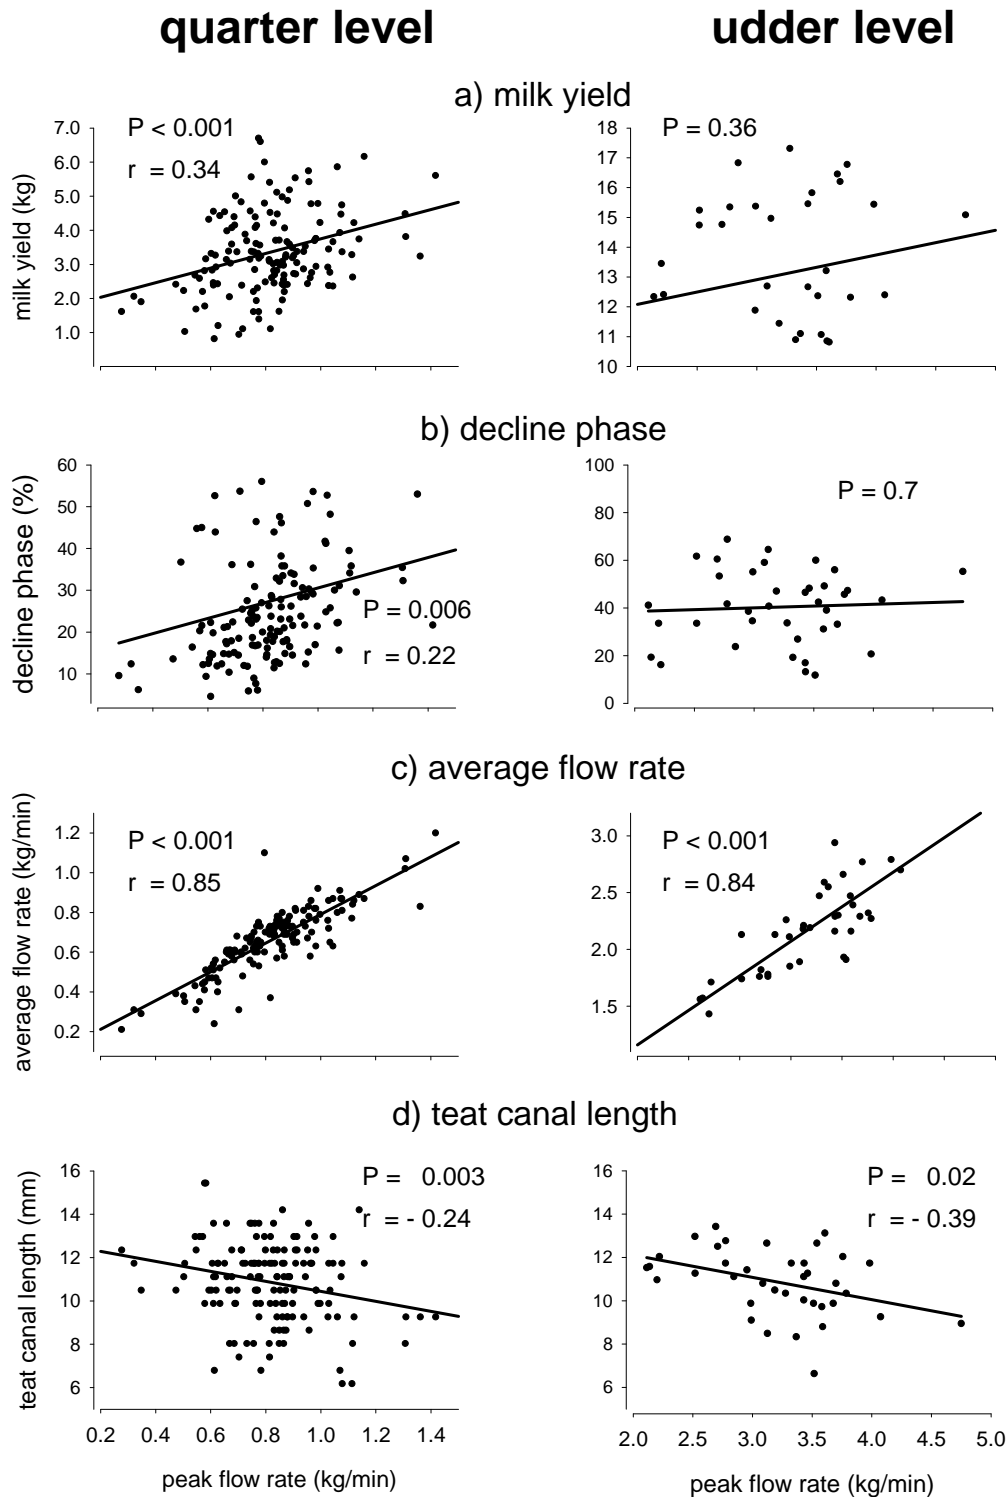 quarter level
udder level
a) milk yield
milk yield (kg)
7.0
6.0
5.0
4.0
3.0
2.0
1.0
P < 0.001
r = 0.34
18
17
16
15
14
13
12
11
10
P = 0.36
b) decline phase
decline phase (%)
60
50
40
30
20
10
P = 0.006
r = 0.22
100
80
60
40
20
0
P = 0.7
c) average flow rate
average flow rate (kg/min)
1.2
1.0
0.8
0.6
0.4
0.2
P < 0.001
r = 0.85
3.0
2.5
2.0
1.5
P < 0.001
r = 0.84
d) teat canal length
teat canal length (mm)
16
14
12
10
8
6
P = 0.003
r = - 0.24
0.2 0.4 0.6 0.8 1.0 1.2 1.4
peak flow rate (kg/min)
16
14
12
10
8
6
P = 0.02
r = - 0.39
2.0 2.5 3.0 3.5 4.0 4.5 5.0
peak flow rate (kg/min)